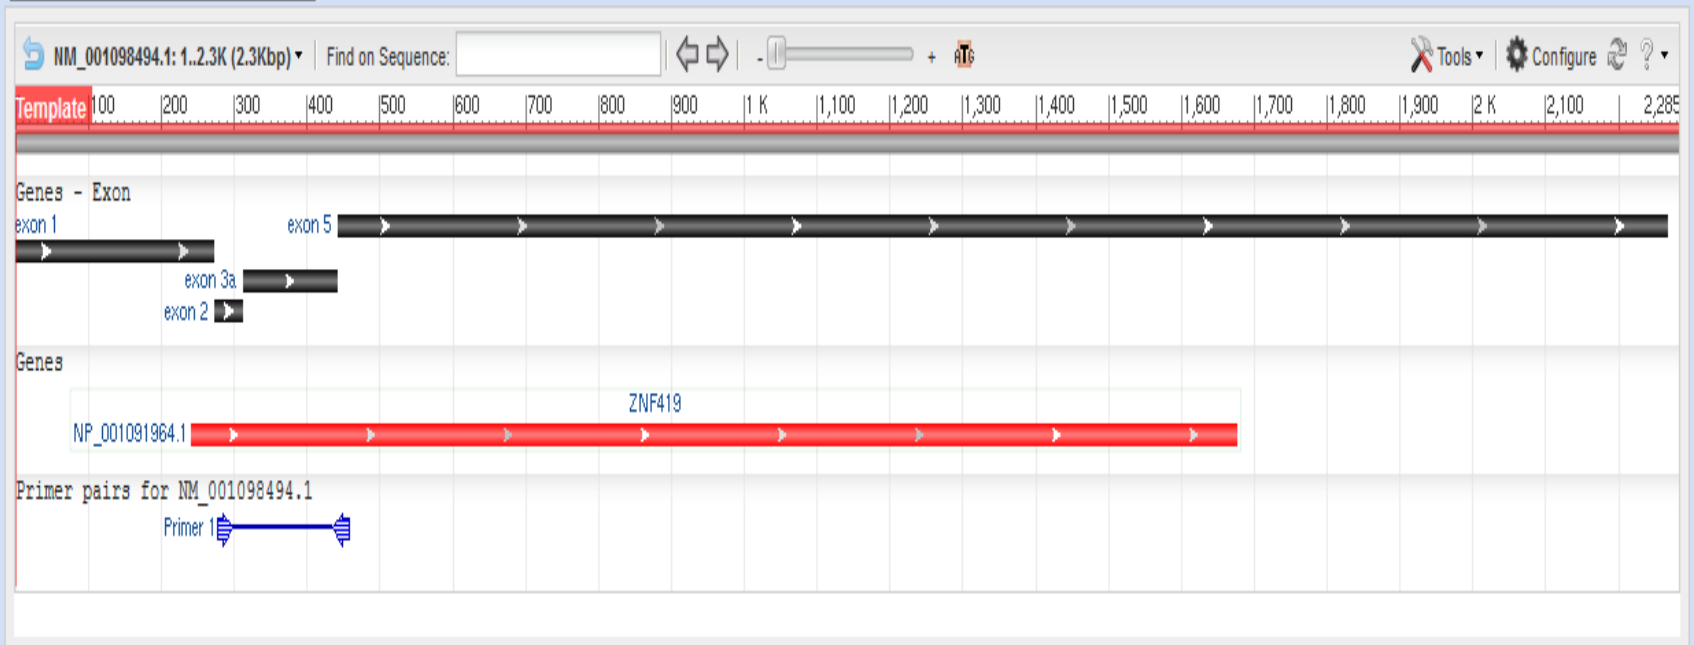 NM_001098494.1: 1..2.3K (2.3Kbp) Find on Sequence: - + ATG Tools Configure ?
Template 100 200 300 400 500 600 700 800 900 1 K 1,100 1,200 1,300 1,400 1,500 1,600 1,700 1,800 1,900 2 K 2,100 2,285
Genes - Exon
exon 1 exon 5
exon 3a
exon 2
Genes
ZNF419
NP_001091964.1
Primer pairs for NM_001098494.1
Primer 1